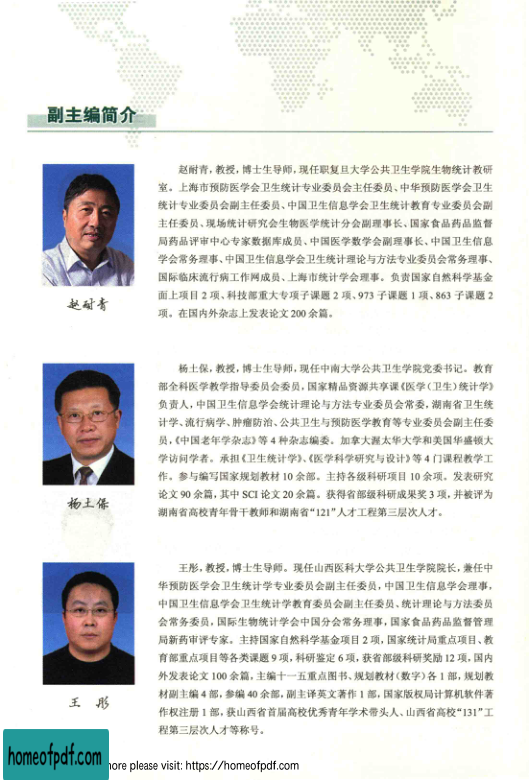 副主编简介
赵耐青，教授，博士生导师，现任职复旦大学公共卫生学院生物统计教研
室。上海市预防医学会卫生统计专业委员会主任委员、中华预防医学会卫生
统计专业委员会副主任委员、中国卫生信息学会卫生统计教育专业委员会副
主任委员、现场统计研究会生物医学统计分会副理事长、国家食品药品监督
局药品评审中心专家数据库成员、中国医学数学会副理事长、中国卫生信息
学会常务理事、中国卫生信息学会卫生统计理论与方法专业委员会常务理事、
国际临床流行病工作网成员、上海市统计学会理事。负责国家自然科学基金
面上项目 2 项、科技部重大专项子课题 2 项、973 子课题 1 项、863 子课题 2
项。在国内外杂志上发表论文 200 余篇。
赵耐青
杨土保，教授，博士生导师，现任中南大学公共卫生学院党委书记。教育
部全科医学教学指导委员会委员，国家精品资源共享课《医学（卫生）统计学》
负责人，中国卫生信息学会统计理论与方法专业委员会常委，湖南省卫生统
计学、流行病学、肿瘤防治、公共卫生与预防医学教育等专业委员会副主任委
员，《中国老年学杂志》等 4 种杂志编委。加拿大渥太华大学和美国华盛顿大
学访问学者。承担《卫生统计学》、《医学科学研究与设计》等 4 门课程教学工
作。参与编写国家规划教材 10 余部。主持各级科研项目 10 余项。发表研究
论文 90 余篇，其中 SCI 论文 20 余篇。获得省部级科研成果奖 3 项，并被评为
湖南省高校青年骨干教师和湖南省“121”人才工程第三层次人才。
杨土保
王彤，教授，博士生导师。现任山西医科大学公共卫生学院院长，兼任中
华预防医学会卫生统计学专业委员会副主任委员，中国卫生信息学会理事，
中国卫生信息学会卫生统计学教育委员会副主任委员、统计理论与方法委员
会常务委员，国际生物统计学会中国分会常务理事，国家食品药品监督管理
局新药审评专家。主持国家自然科学基金项目 2 项，国家统计局重点项目、教
育部重点项目等各类课题 9 项，科研鉴定 6 项，获省部级科研奖励 12 项，国内
外发表论文 100 余篇，主编十一五重点图书、规划教材（数字）各 1 部，规划教
材副主编 4 部，参编 40 余部，副主译英文著作 1 部，国家版权局计算机软件著
作权注册 1 部，获山西省首届高校优秀青年学术带头人、山西省高校“131”工
程第三层次人才等称号。
王 彤
homeofpdf.com
more please visit: https://homeofpdf.com